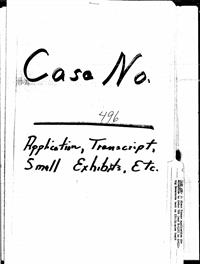 Case No.
496
Application, Transcript,
Small Exhibits, Etc.